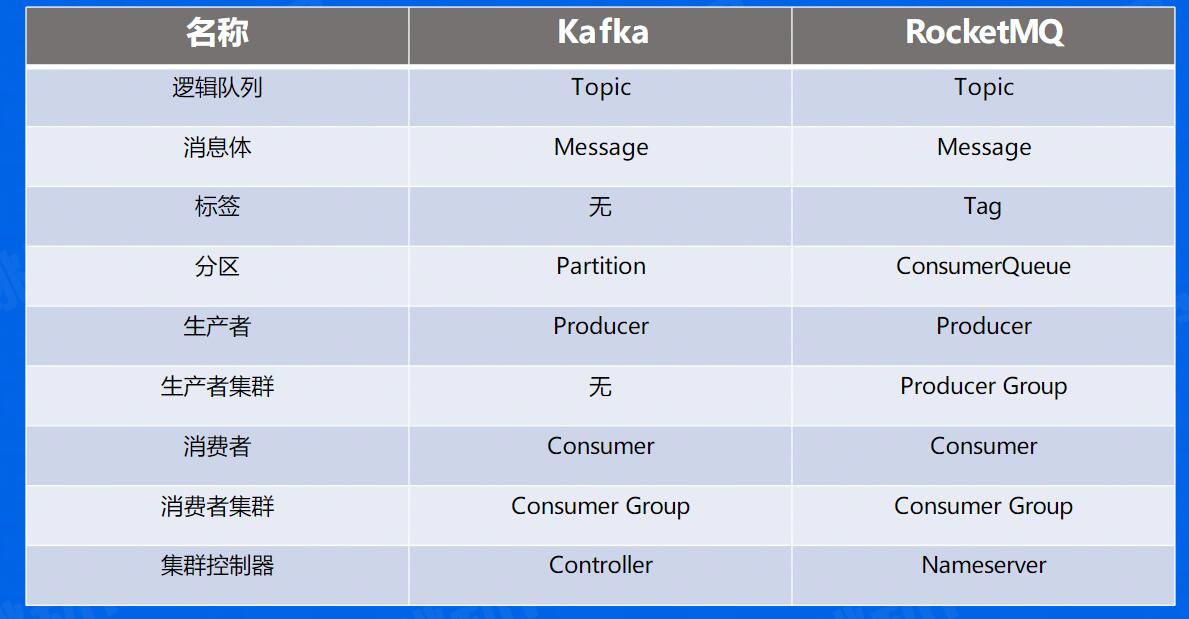 名称 Kafka RocketMQ
逻辑队列 Topic Topic
消息体 Message Message
标签 无 Tag
分区 Partition ConsumerQueue
生产者 Producer Producer
生产者集群 无 Producer Group
消费者 Consumer Consumer
消费者集群 Consumer Group Consumer Group
集群控制器 Controller Nameserver